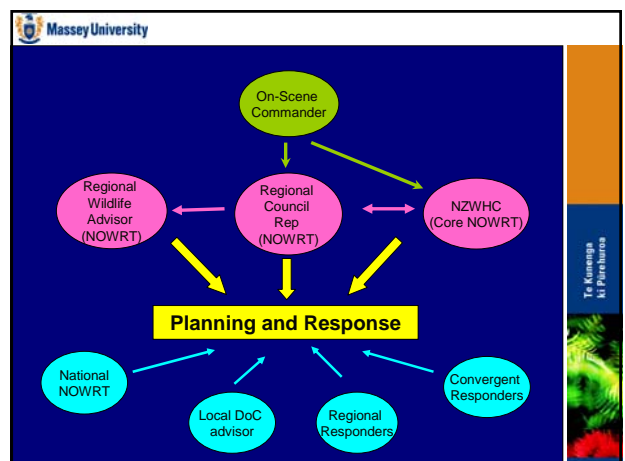 Massey University
On-Scene
Commander
Regional
Wildlife
Advisor
(NOWRT)
Regional
Council
Rep
(NOWRT)
NZWHC
(Core NOWRT)
Planning and Response
National
NOWRT
Local DoC
advisor
Regional
Responders
Convergent
Responders
Te Kunenga
ki Pūrehuroa